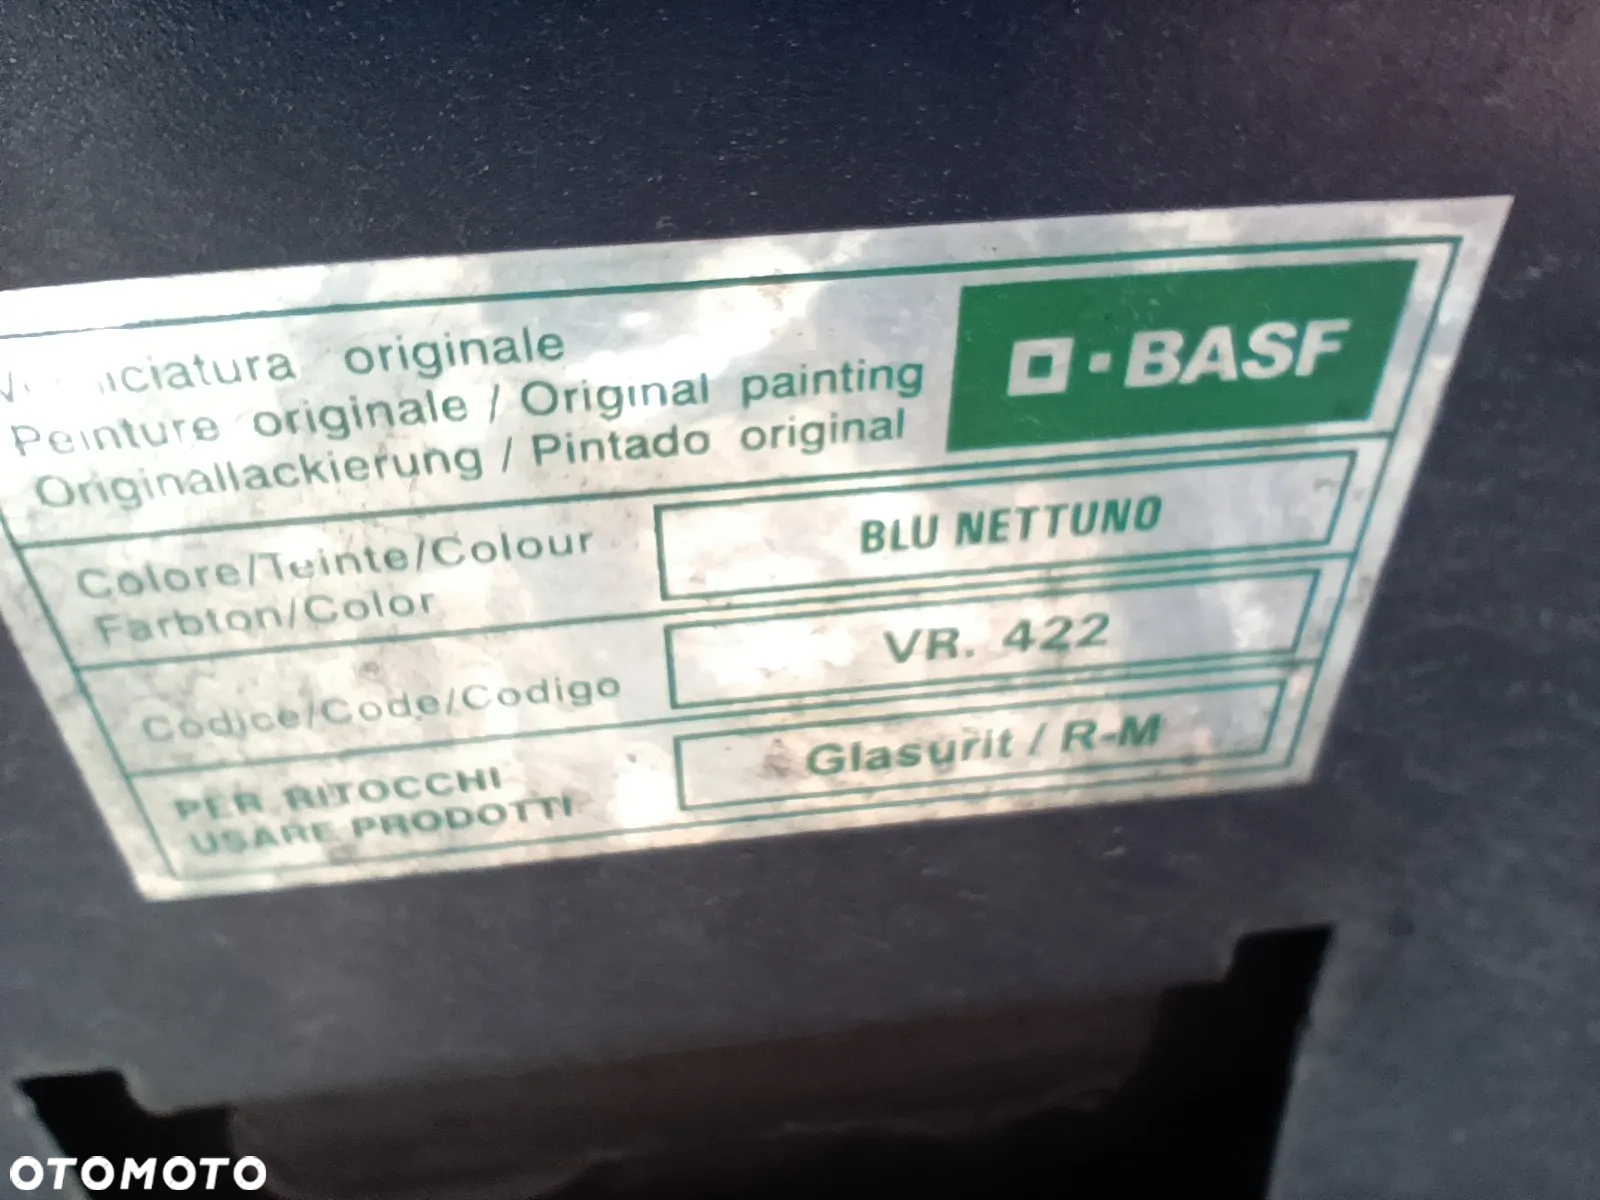 originale
Peinture originale / Original painting
Originallackierung / Pintado original
BASF
Colore/Teinte/Colour
Farbton/Color
BLU NETTUNO
Codice/Code/Codigo
VR. 422
PER RITOCCHI
USARE PRODOTTI
Glasurit / R-M
OTOMOTO